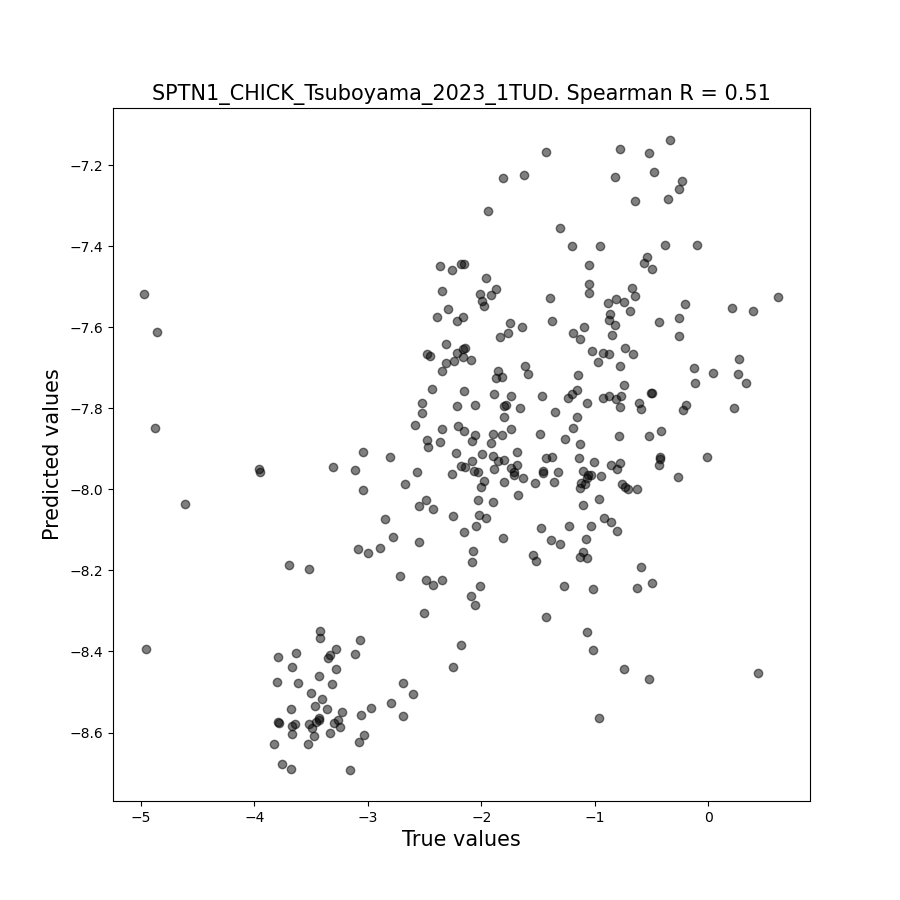 SPTN1_CHICK_Tsuboyama_2023_1TUD. Spearman R = 0.51
Predicted values
−7.2
−7.4
−7.6
−7.8
−8.0
−8.2
−8.4
−8.6
−5 −4 −3 −2 −1 0
True values